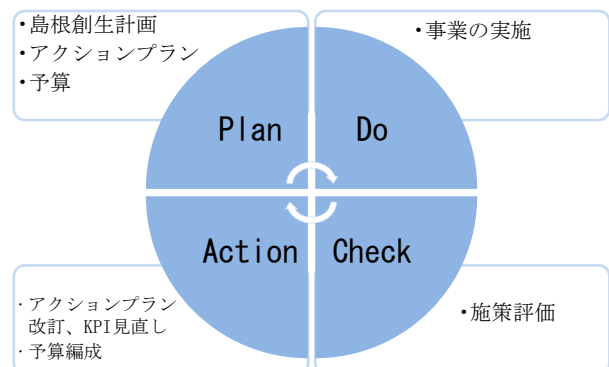 ・島根創生計画
・アクションプラン
・予算
・事業の実施
Plan
Do
Action
Check
・アクションプラン
改訂、KPI見直し
・予算編成
・施策評価